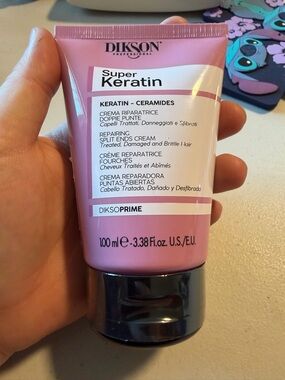 DIKSON
PROFESSIONAL
Super
Keratin
KERATIN - CERAMIDES
CREMA RIPARATRICE
DOPPIE PUNTE
Capelli Trattati, Danneggiati e Sfibrati
REPAIRING
SPLIT ENDS CREAM
Treated, Damaged and Brittle Hair
CRÈME RÉPARATRICE
FOURCHES
Cheveux Traités et Abîmés
CREMA REPARADORA
PUNTAS ABIERTAS
Cabello Tratado, Dañado y Desfibrado
DIKSOPRIME
100 ml ℮ - 3.38 Fl. oz. U.S./E.U.